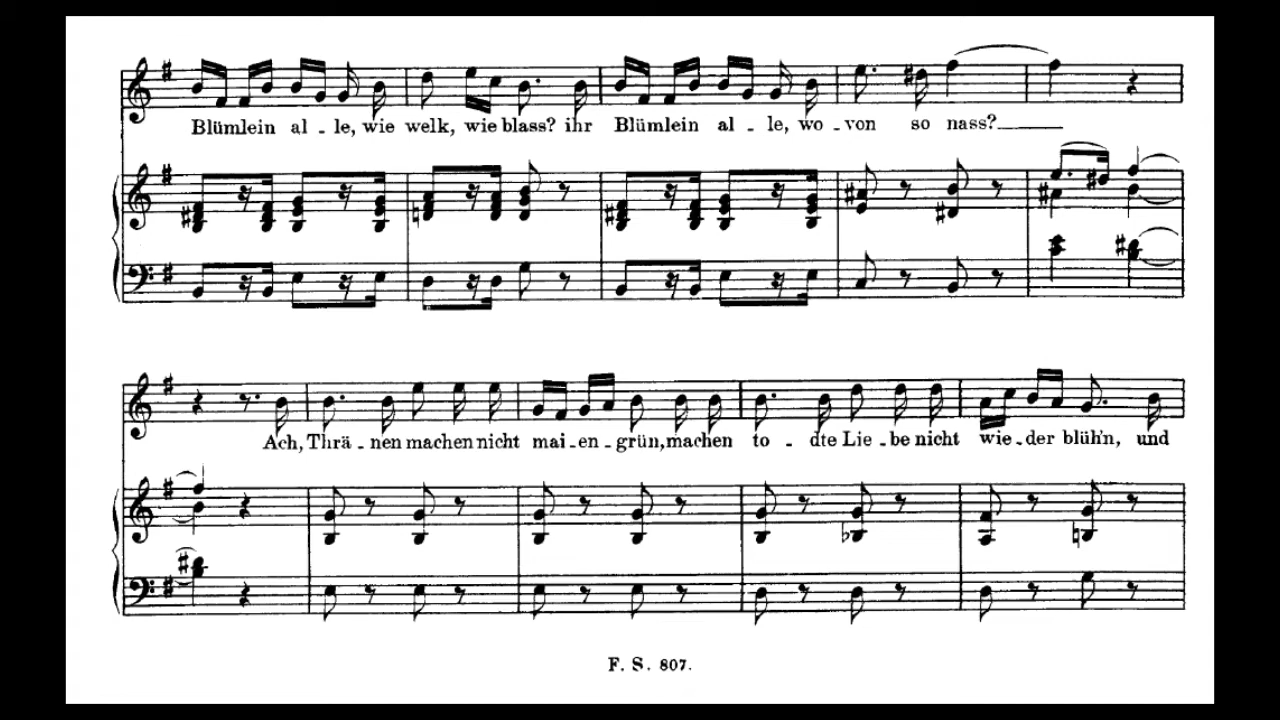 Blümlein al - le, wie welk, wie blass? ihr Blümlein al - le, wo - von so nass?
Ach, Thrä - nen machen nicht mai - en - grün, machen to - dte Lie - be nicht wie - der blüh'n, und
F. S. 807.